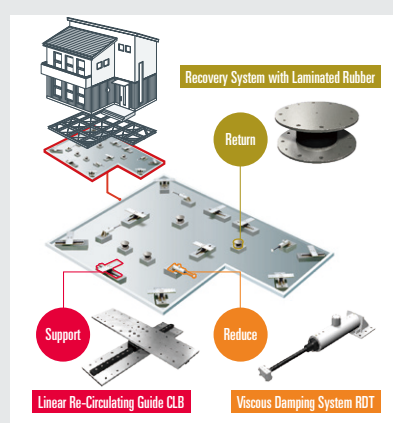 Recovery System with Laminated Rubber
Return
Support
Reduce
Linear Re-Circulating Guide CLB
Viscous Damping System RDT